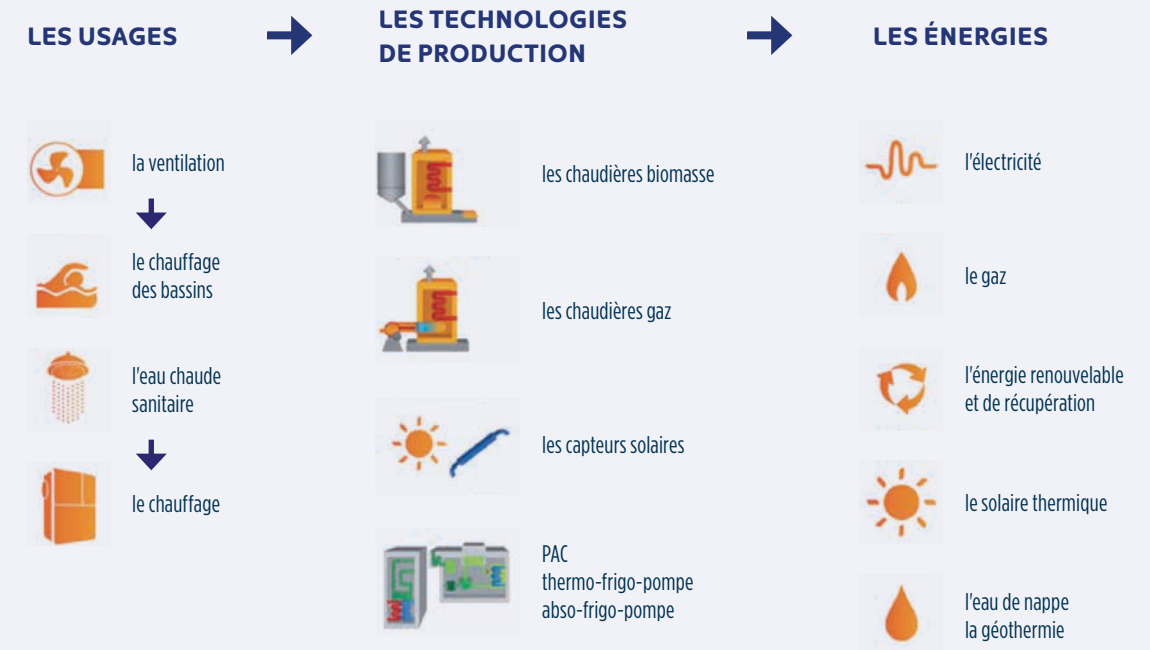 LES USAGES
LES TECHNOLOGIES
DE PRODUCTION
LES ÉNERGIES
la ventilation
le chauffage
des bassins
l'eau chaude
sanitaire
le chauffage
les chaudières biomasse
les chaudières gaz
les capteurs solaires
PAC
thermo-frigo-pompe
abso-frigo-pompe
l'électricité
le gaz
l'énergie renouvelable
et de récupération
le solaire thermique
l'eau de nappe
la géothermie